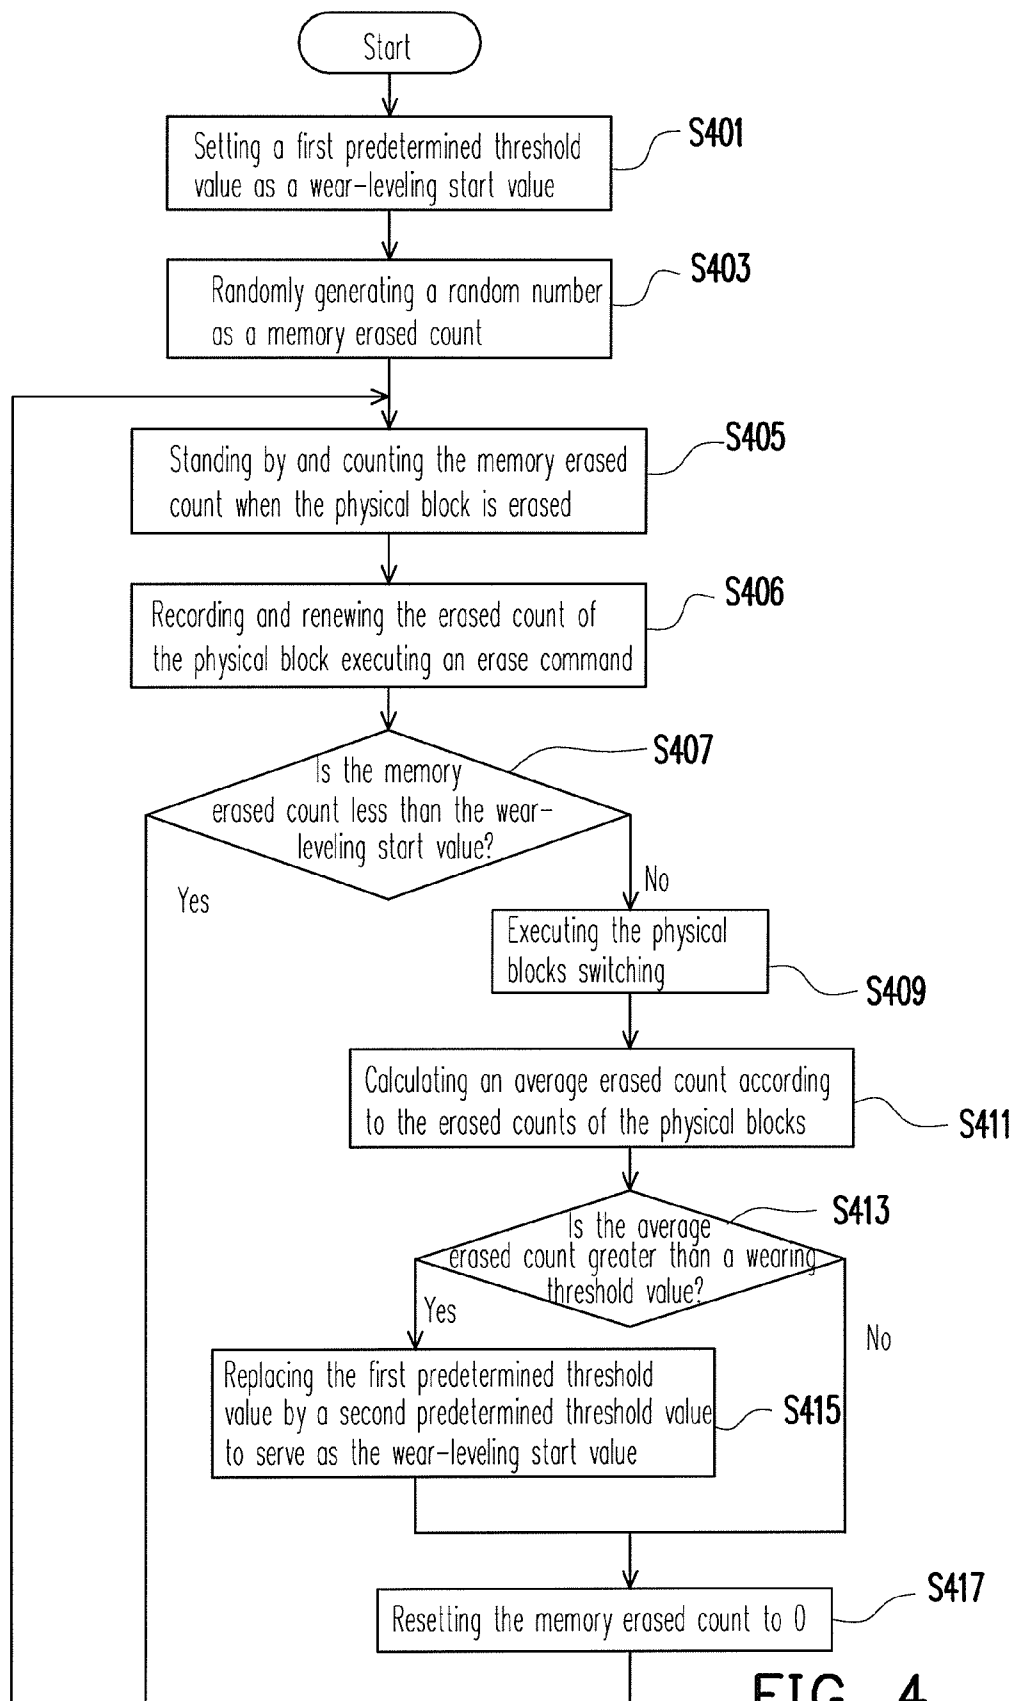 Start
Setting a first predetermined threshold
value as a wear-leveling start value
S401
Randomly generating a random number
as a memory erased count
S403
Standing by and counting the memory erased
count when the physical block is erased
S405
Recording and renewing the erased count of
the physical block executing an erase command
S406
Is the memory
erased count less than the wear-
leveling start value?
S407
Yes
No
Executing the physical
blocks switching
S409
Calculating an average erased count according
to the erased counts of the physical blocks
S411
Is the average
erased count greater than a wearing
threshold value?
S413
Yes
No
Replacing the first predetermined threshold
value by a second predetermined threshold value
to serve as the wear-leveling start value
S415
Resetting the memory erased count to 0
S417
FIG. 4